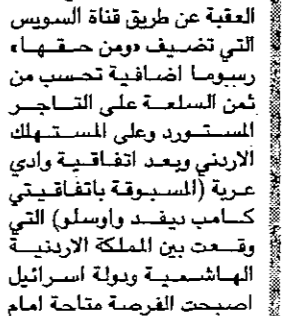 العقبة عن طريق قناة السويس
التي تضيف «ومن حقها»
رسوما اضافية تحسب من
ثمن السلعة على التاجر
المستورد وعلى المستهلك
الاردني وبعد اتفاقية وادي
عربة (المسبوقة باتفاقيتي
كامب ديفد واوسلو) التي
وقعت بين المملكة الاردنية
الهاشمية ودولة اسرائيل
اصبحت الفرصة متاحة امام